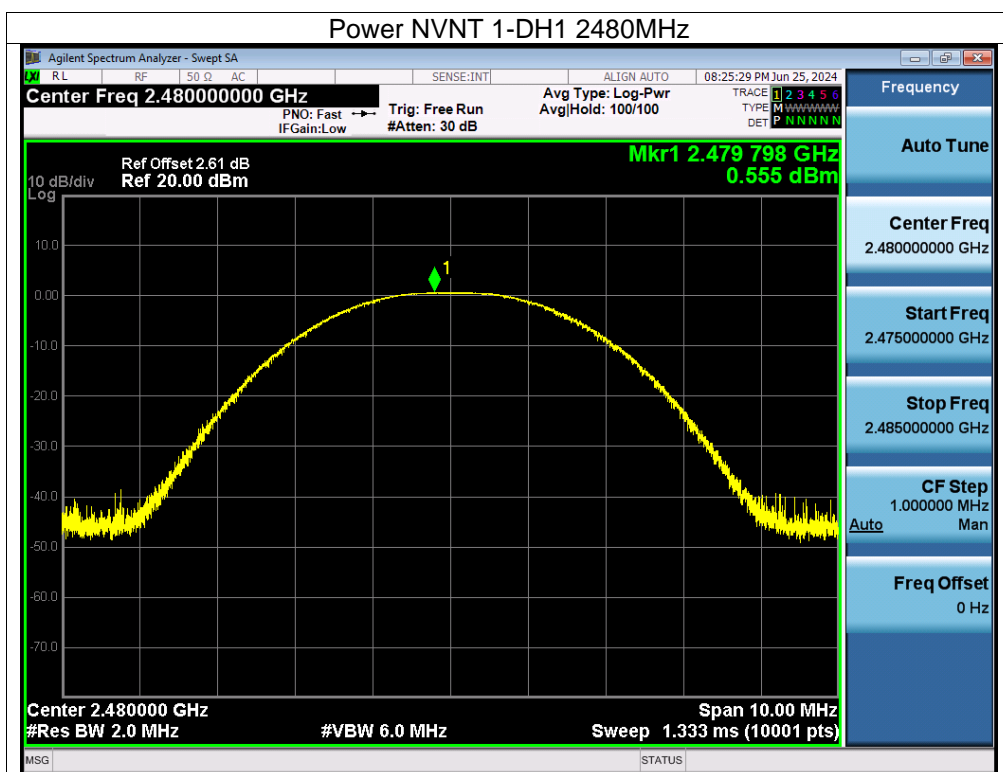 Power NVNT 1-DH1 2480MHz
Agilent Spectrum Analyzer - Swept SA
LXI RL RF 50 Ω AC SENSE:INT ALIGN AUTO 08:25:29 PM Jun 25, 2024
Center Freq 2.480000000 GHz
PNO: Fast
IFGain:Low
Trig: Free Run
#Atten: 30 dB
Avg Type: Log-Pwr
Avg|Hold: 100/100
TRACE 1 2 3 4 5 6
TYPE M WWWWW
DET P N N N N N
Mkr1 2.479 798 GHz
0.555 dBm
Ref Offset 2.61 dB
10 dB/div Ref 20.00 dBm
Log
10.0
0.00
-10.0
-20.0
-30.0
-40.0
-50.0
-60.0
-70.0
1
Center 2.480000 GHz Span 10.00 MHz
#Res BW 2.0 MHz #VBW 6.0 MHz Sweep 1.333 ms (10001 pts)
MSG STATUS
Frequency
Auto Tune
Center Freq
2.480000000 GHz
Start Freq
2.475000000 GHz
Stop Freq
2.485000000 GHz
CF Step
1.000000 MHz
Auto Man
Freq Offset
0 Hz